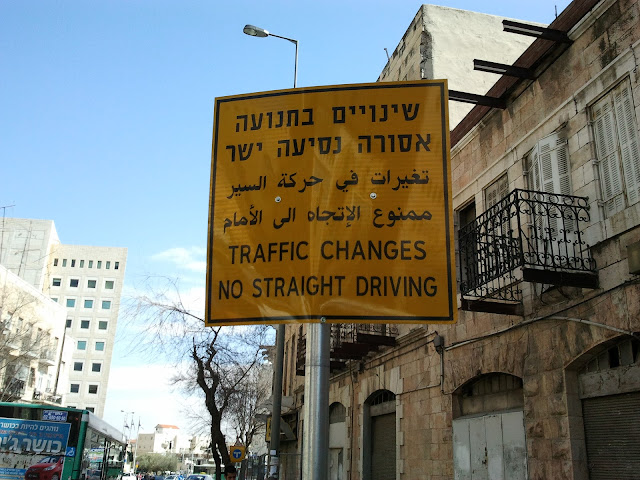 שינויים בתנועה
אסורה נסיעה ישר
تغيرات في حركة السير
ممنوع الإتجاه الى الأمام
TRAFFIC CHANGES
NO STRAIGHT DRIVING